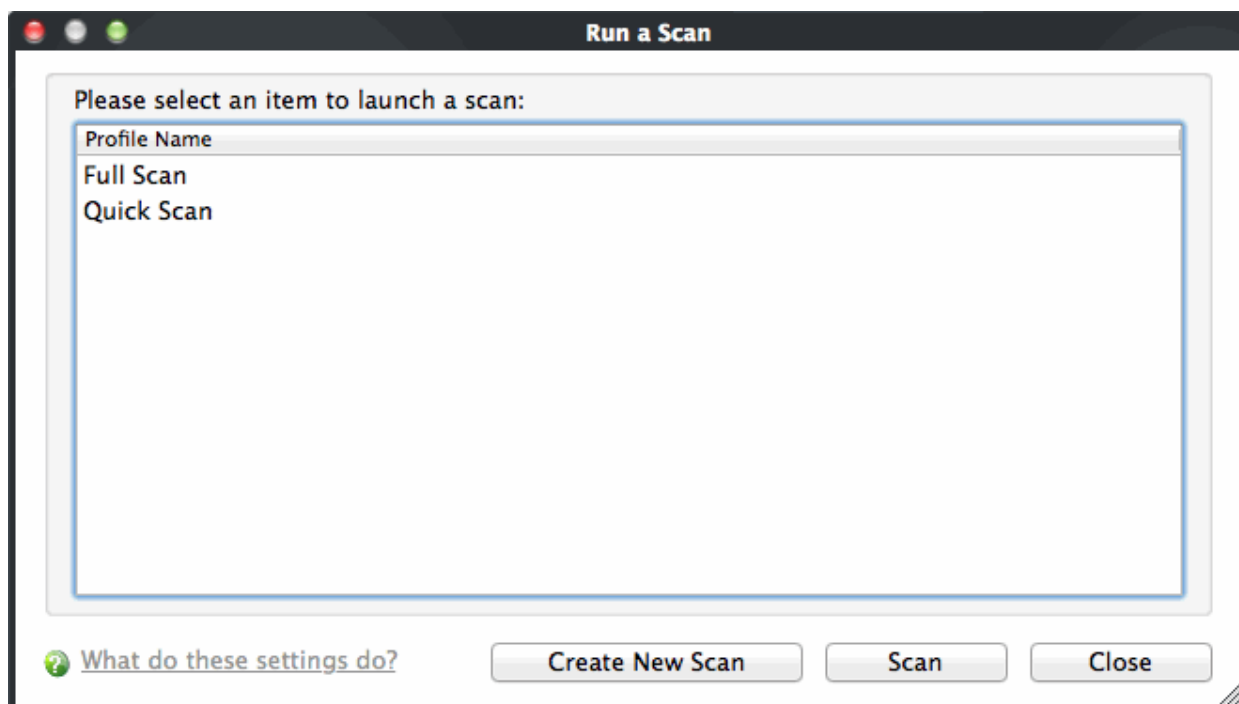 Run a Scan
Please select an item to launch a scan:
Profile Name
Full Scan
Quick Scan
What do these settings do?
Create New Scan
Scan
Close